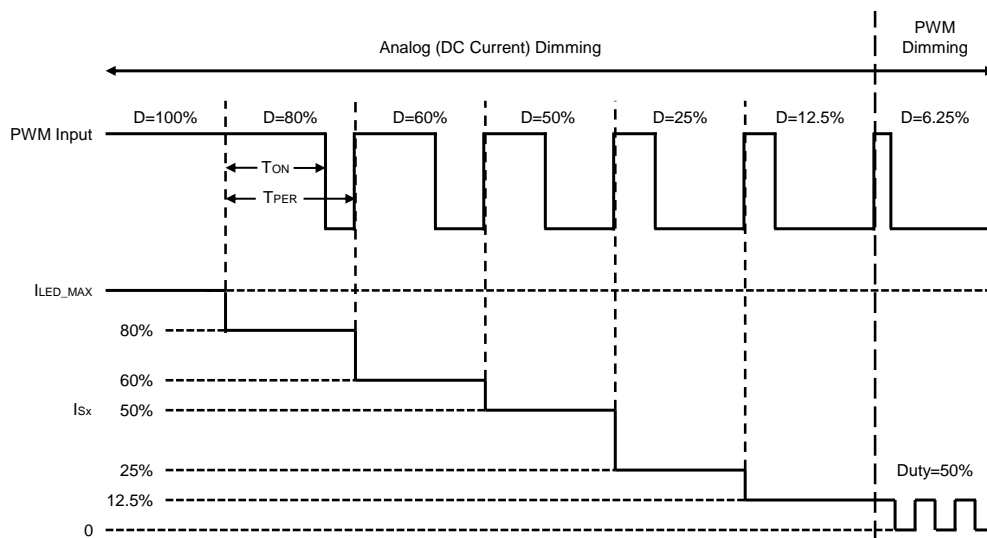 Analog (DC Current) Dimming
PWM
Dimming
D=100%
D=80%
D=60%
D=50%
D=25%
D=12.5%
D=6.25%
PWM Input
TON
TPER
ILED_MAX
80%
60%
ISx
50%
25%
Duty=50%
12.5%
0